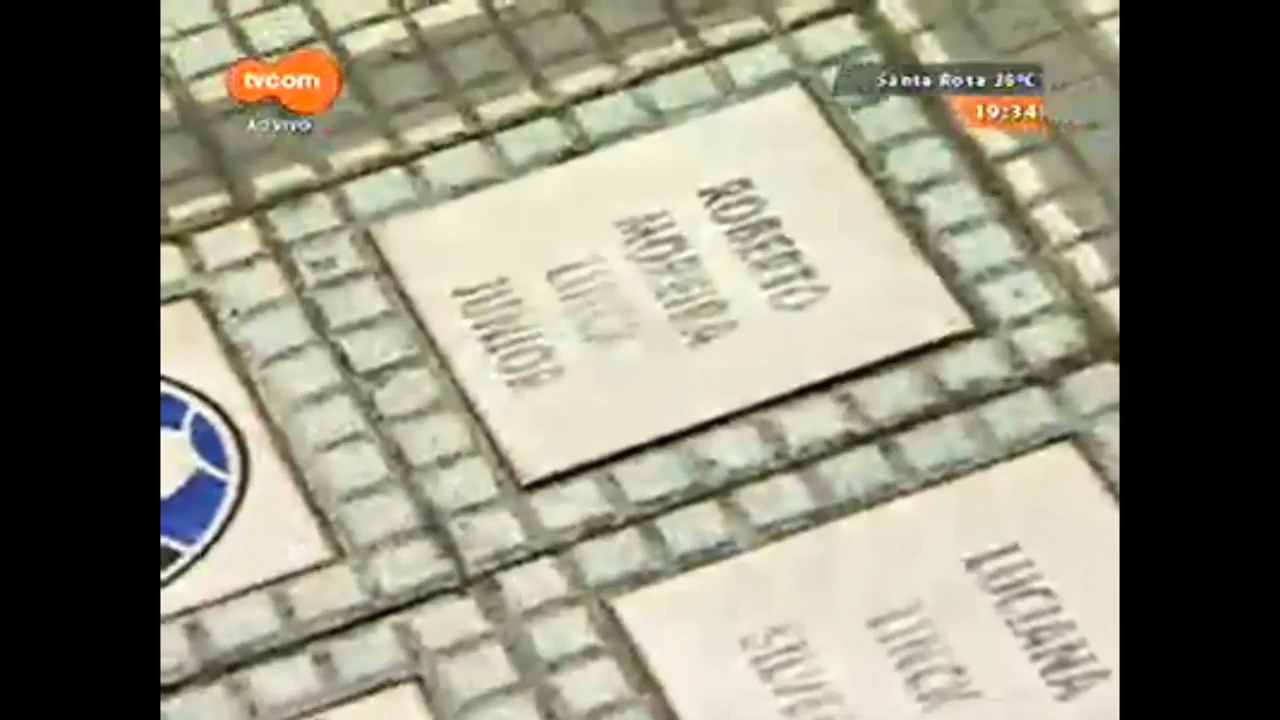 tvcom
AO VIVO
Santa Rosa 26°C
19:34
ROBERTO
MOREIRA
LINCK
JUNIOR
LUCIANA
LINCK